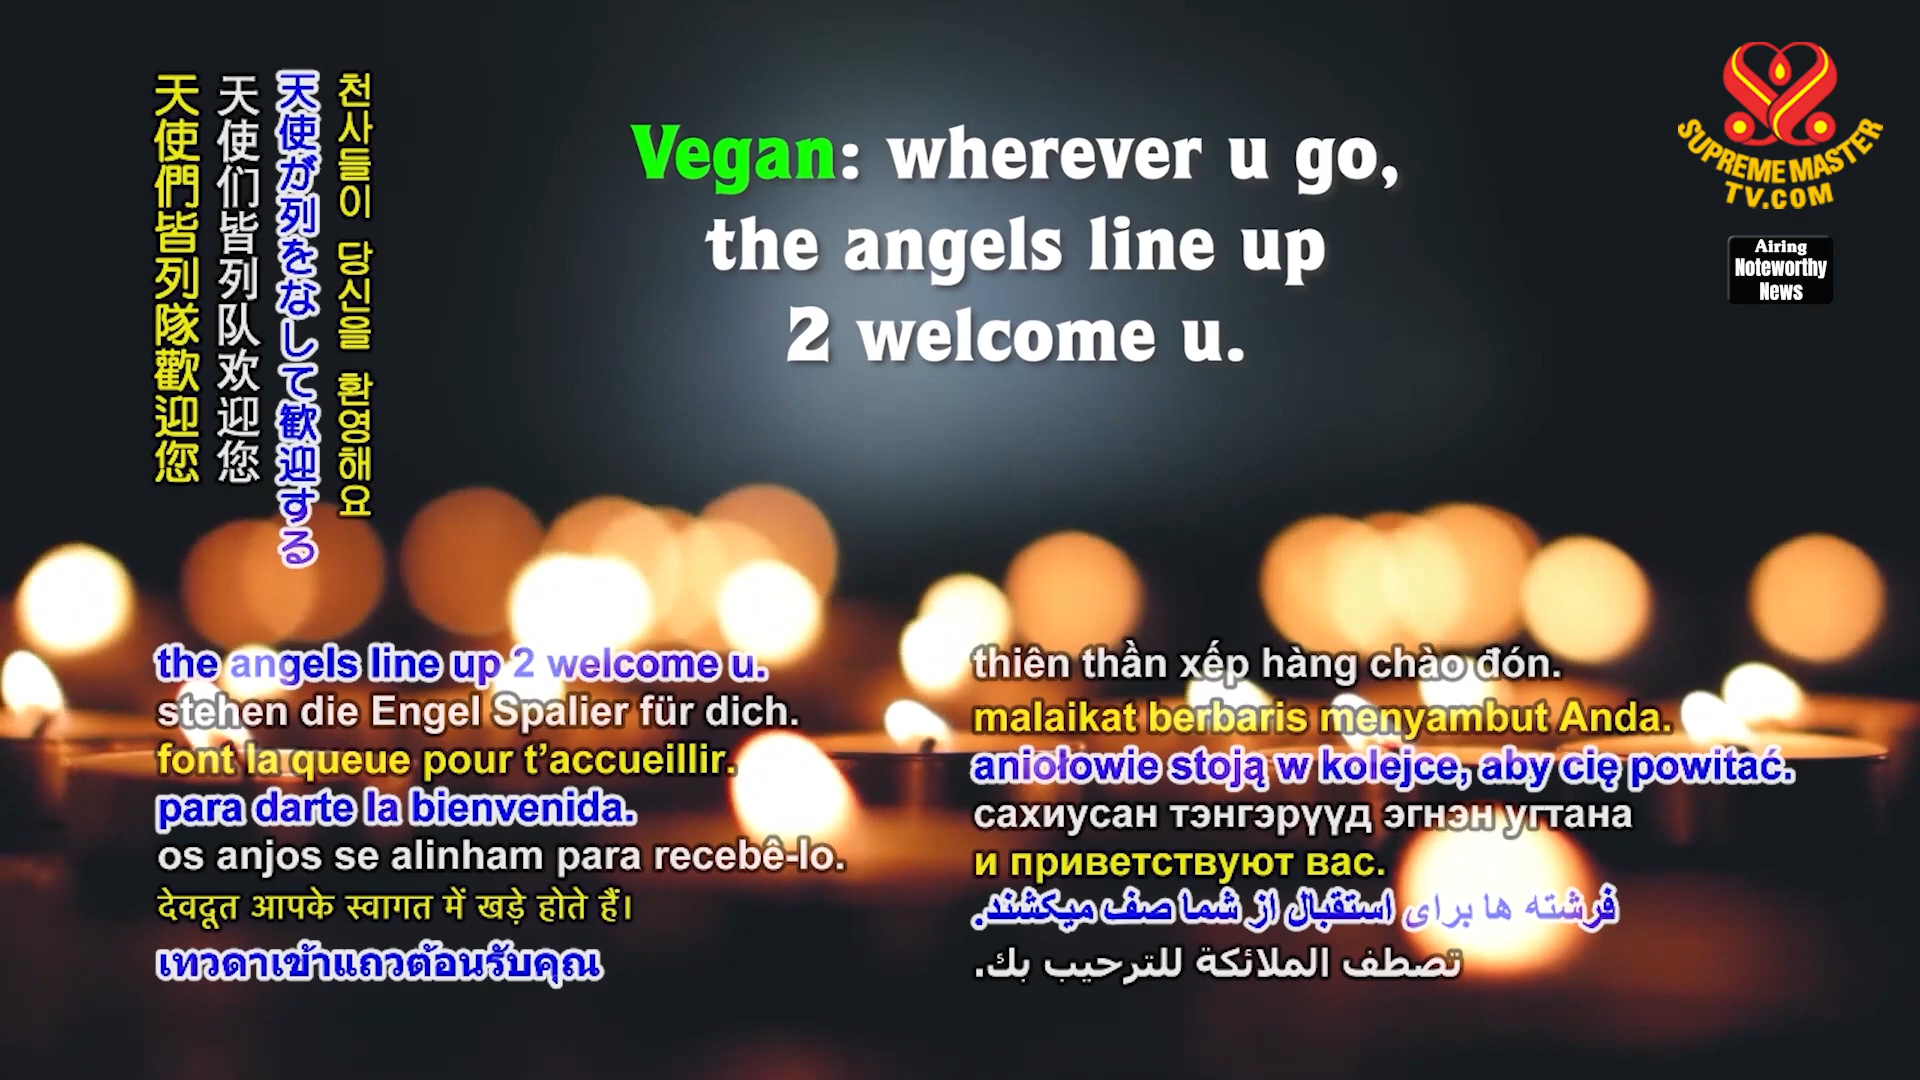 天使們皆列隊歡迎您
天使们皆列队欢迎您
天使が列をなして歓迎する
천사들이 당신을 환영해요
Vegan: wherever u go,
the angels line up
2 welcome u.
SUPREME MASTER
TV.COM
Airing
Noteworthy
News
the angels line up 2 welcome u.
stehen die Engel Spalier für dich.
font la queue pour t’accueillir.
para darte la bienvenida.
os anjos se alinham para recebê-lo.
देवदूत आपके स्वागत में खड़े होते हैं।
เทวดาเข้าแถวต้อนรับคุณ
thiên thần xếp hàng chào đón.
malaikat berbaris menyambut Anda.
aniołowie stoją w kolejce, aby cię powitać.
сахиусан тэнгэрүүд эгнэн угтана
и приветствуют вас.
فرشته ها برای استقبال از شما صف میکشند.
تصطف الملائكة للترحيب بك.